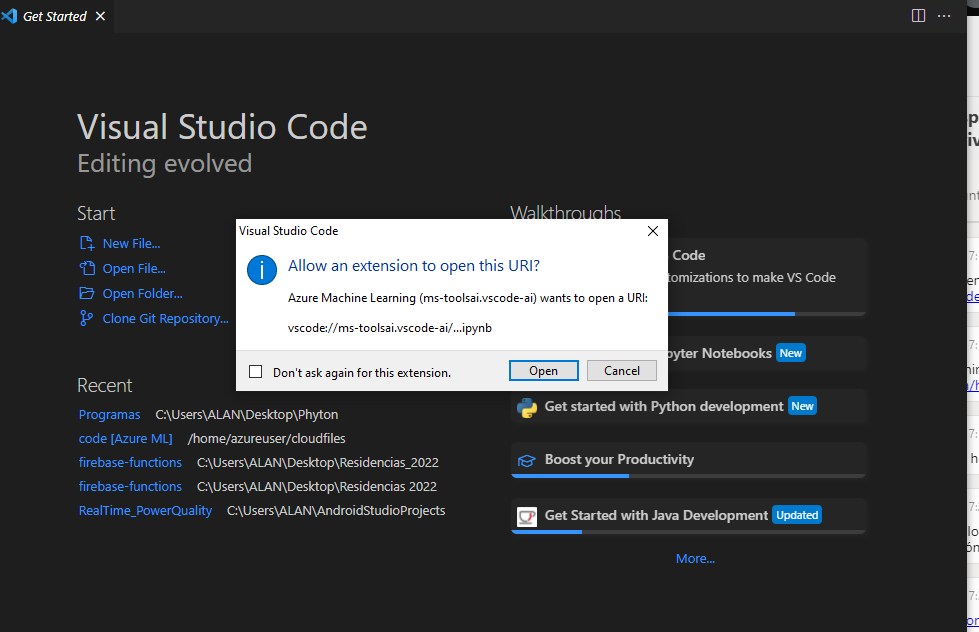 Get Started
Visual Studio Code
Editing evolved
Start
New File...
Open File...
Open Folder...
Clone Git Repository...
Recent
Programas C:\Users\ALAN\Desktop\Phyton
code [Azure ML] /home/azureuser/cloudfiles
firebase-functions C:\Users\ALAN\Desktop\Residencias_2022
firebase-functions C:\Users\ALAN\Desktop\Residencias 2022
RealTime_PowerQuality C:\Users\ALAN\AndroidStudioProjects
Walkthroughs
Code
tomizations to make VS Code
pyter Notebooks New
Get started with Python development New
Boost your Productivity
Get Started with Java Development Updated
More...
Visual Studio Code
Allow an extension to open this URI?
Azure Machine Learning (ms-toolsai.vscode-ai) wants to open a URI:
vscode://ms-toolsai.vscode-ai/...ipynb
Don't ask again for this extension.
Open Cancel